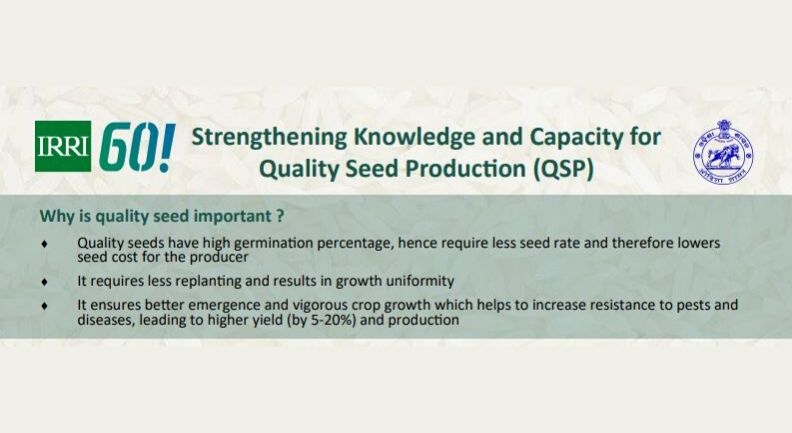 IRRI 60! Strengthening Knowledge and Capacity for
Quality Seed Production (QSP)
Why is quality seed important ?
♦ Quality seeds have high germination percentage, hence require less seed rate and therefore lowers
seed cost for the producer
♦ It requires less replanting and results in growth uniformity
♦ It ensures better emergence and vigorous crop growth which helps to increase resistance to pests and
diseases, leading to higher yield (by 5-20%) and production